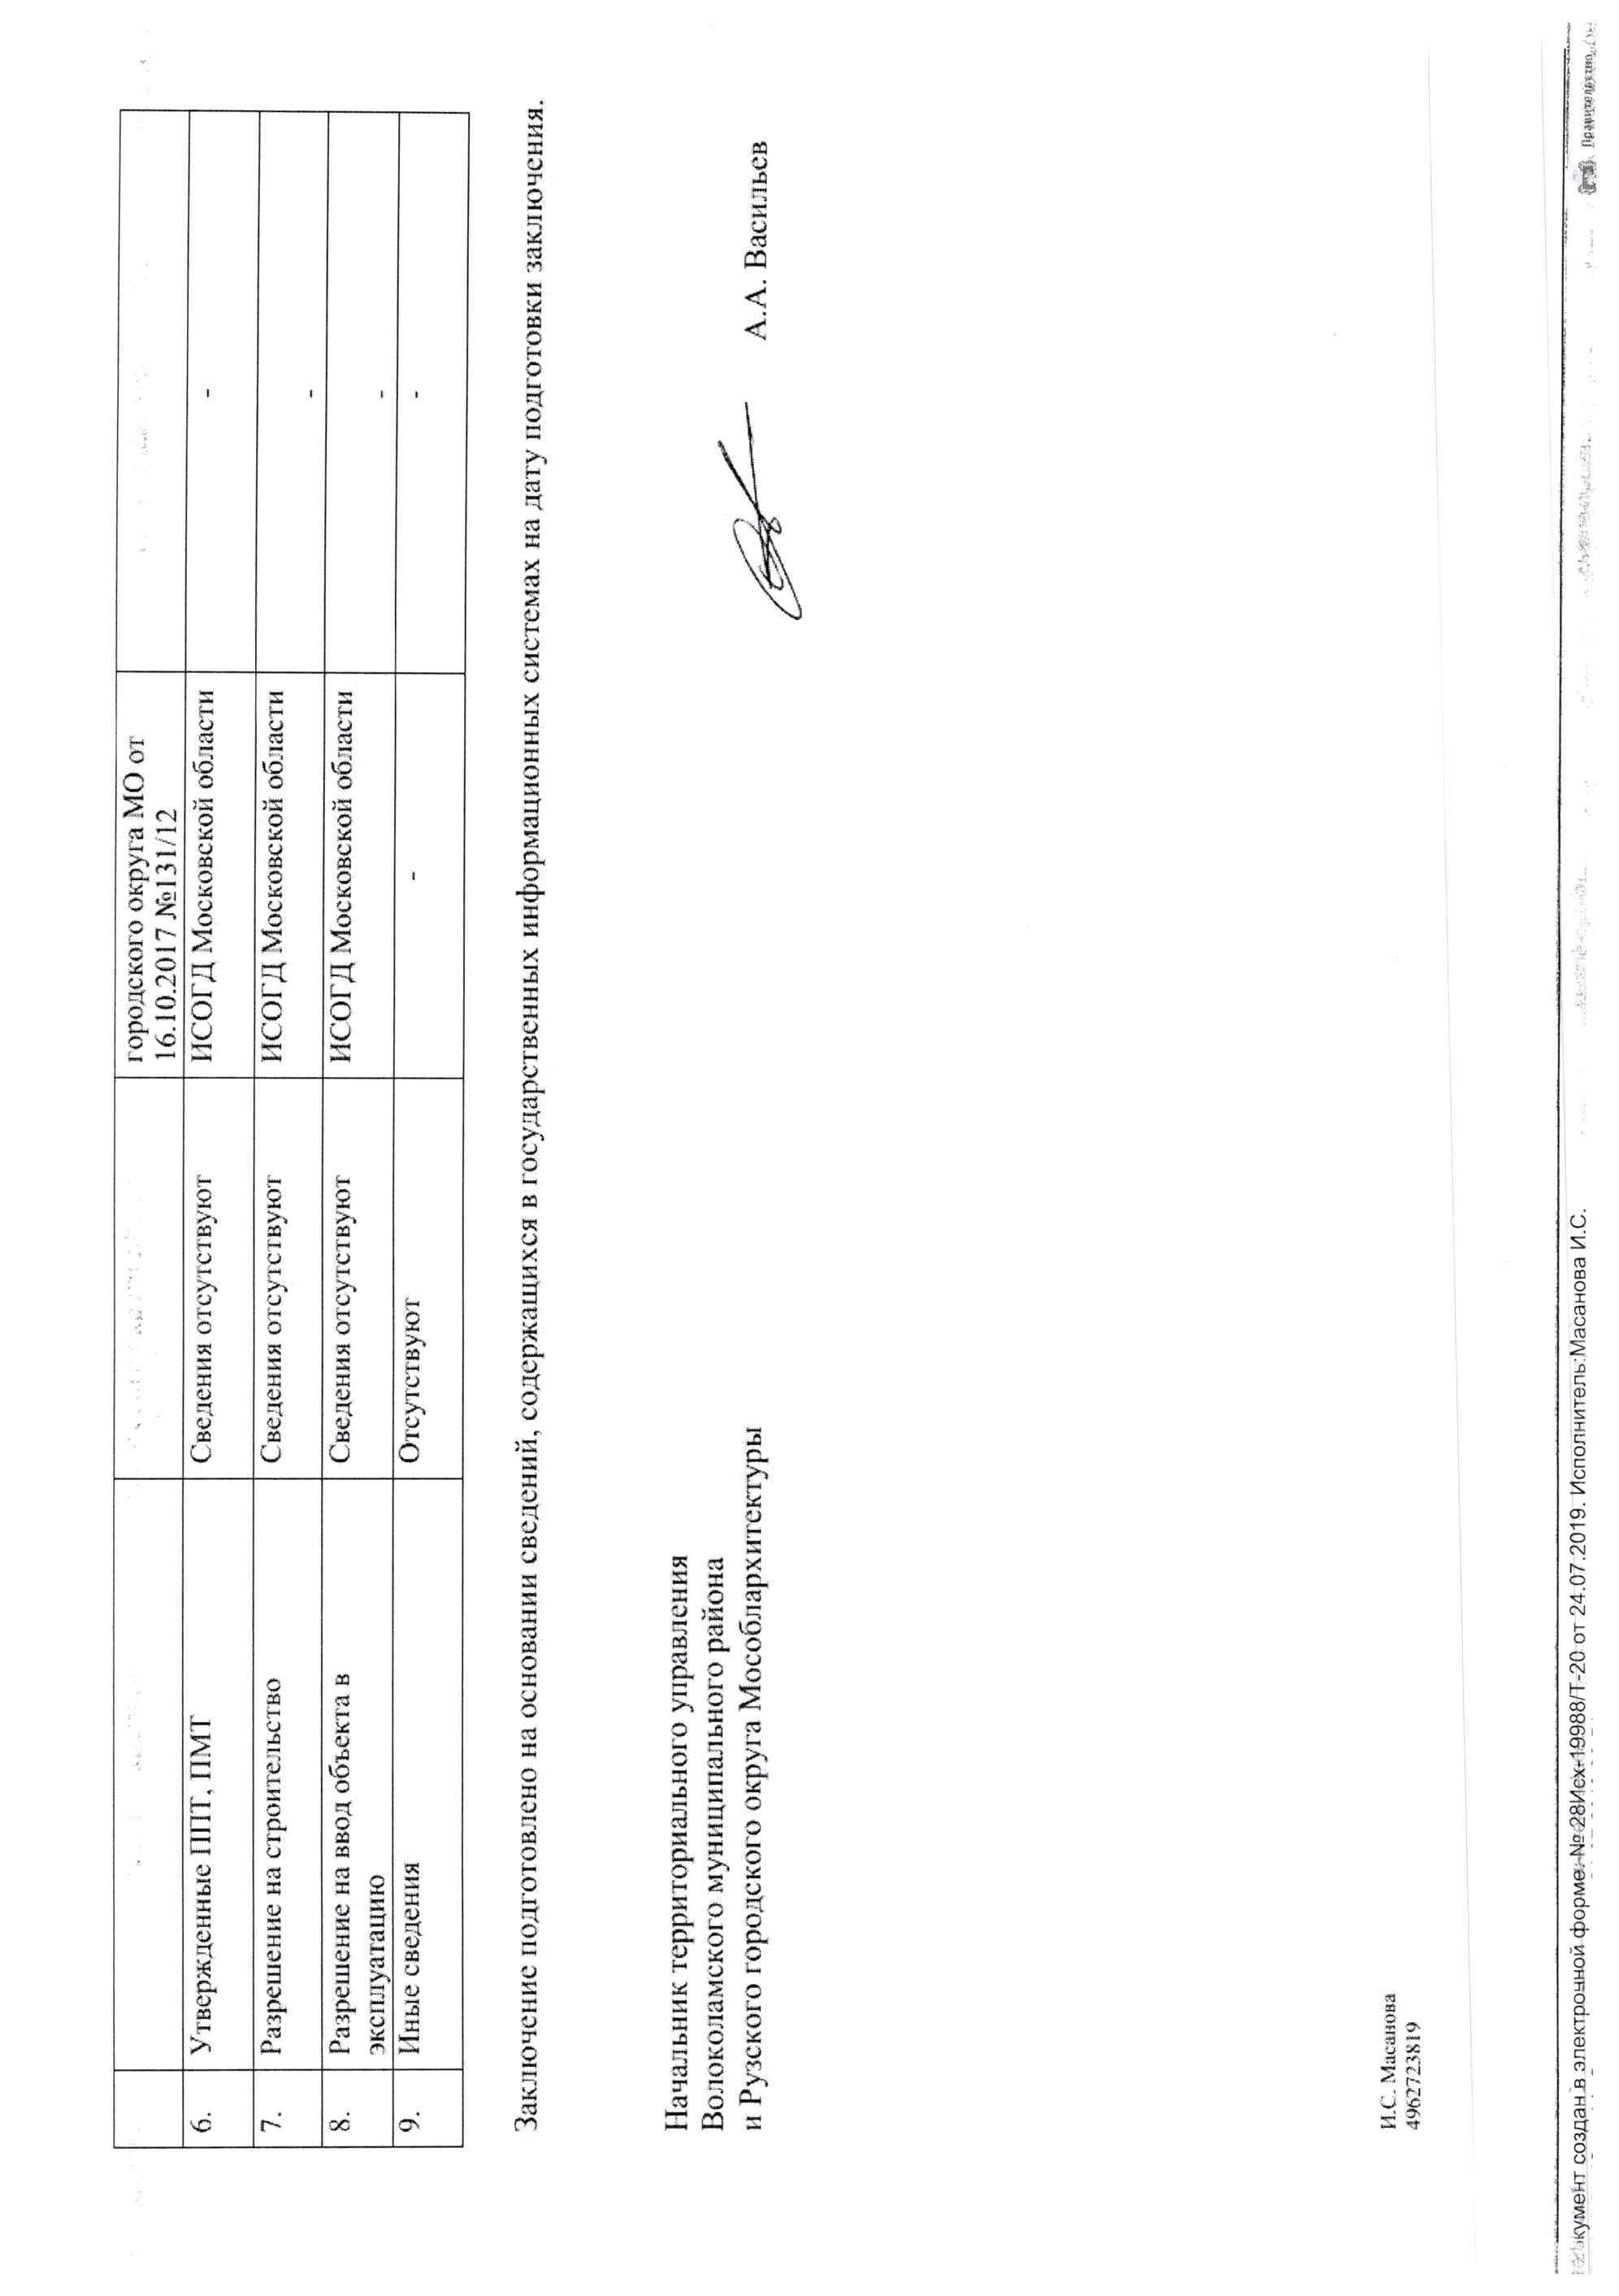 городского округа МО от
16.10.2017 №131/12
6. Утвержденные ППТ, ПМТ Сведения отсутствуют ИСОГД Московской области -
7. Разрешение на строительство Сведения отсутствуют ИСОГД Московской области -
8. Разрешение на ввод объекта в Сведения отсутствуют ИСОГД Московской области -
эксплуатацию
9. Иные сведения Отсутствуют - -
Заключение подготовлено на основании сведений, содержащихся в государственных информационных системах на дату подготовки заключения.
Начальник территориального управления
Волоколамского муниципального района
и Рузского городского округа Мособлархитектуры А.А. Васильев
И.С. Масанова
4962723819
окумент создан в электронной форме. № 28Исх-19988/Т-20 от 24.07.2019. Исполнитель:Масанова И.С.
Правительство